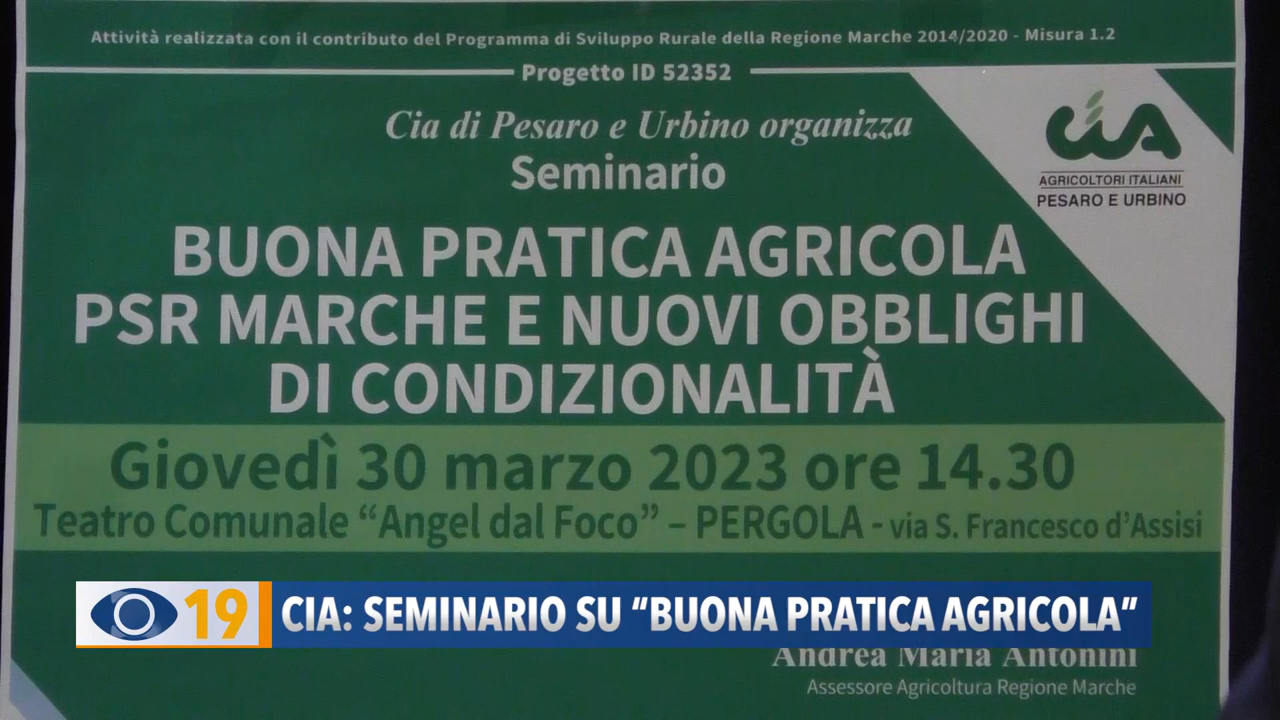 Attività realizzata con il contributo del Programma di Sviluppo Rurale della Regione Marche 2014/2020 - Misura 1.2
Progetto ID 52352
Cia di Pesaro e Urbino organizza
Seminario
CIA
AGRICOLTORI ITALIANI
PESARO E URBINO
BUONA PRATICA AGRICOLA
PSR MARCHE E NUOVI OBBLIGHI
DI CONDIZIONALITÀ
Giovedì 30 marzo 2023 ore 14.30
Teatro Comunale “Angel dal Foco” – PERGOLA - via S. Francesco d’Assisi
19 CIA: SEMINARIO SU “BUONA PRATICA AGRICOLA”
Andrea Maria Antonini
Assessore Agricoltura Regione Marche